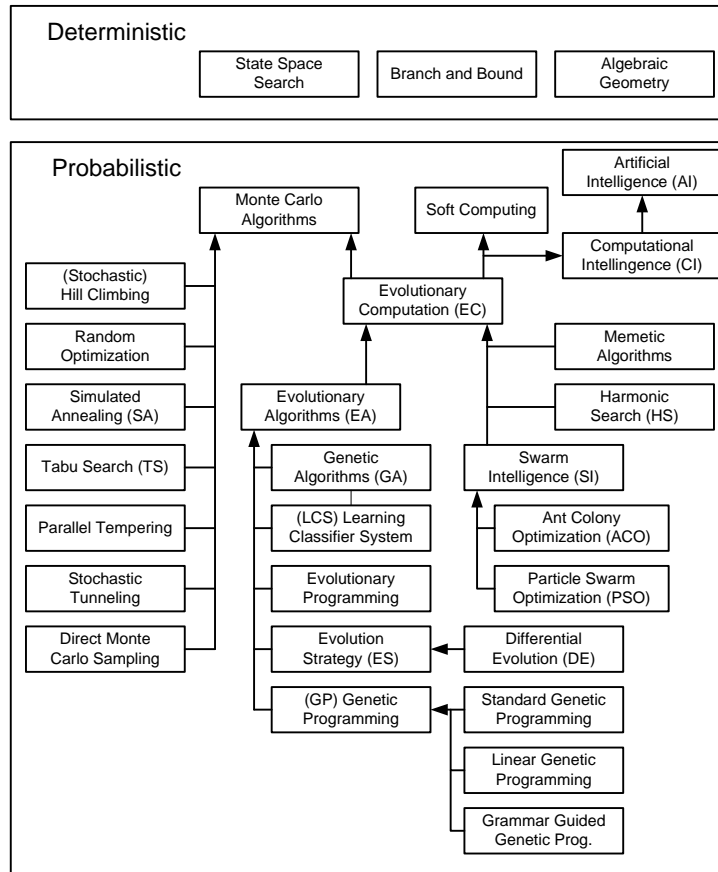 Deterministic
State Space
Search
Branch and Bound
Algebraic
Geometry
Probabilistic
Artificial
Intelligence (AI)
Monte Carlo
Algorithms
Soft Computing
Computational
Intellingence (CI)
(Stochastic)
Hill Climbing
Evolutionary
Computation (EC)
Random
Optimization
Memetic
Algorithms
Simulated
Annealing (SA)
Evolutionary
Algorithms (EA)
Harmonic
Search (HS)
Tabu Search (TS)
Genetic
Algorithms (GA)
Swarm
Intelligence (SI)
Parallel Tempering
(LCS) Learning
Classifier System
Ant Colony
Optimization (ACO)
Stochastic
Tunneling
Evolutionary
Programming
Particle Swarm
Optimization (PSO)
Direct Monte
Carlo Sampling
Evolution
Strategy (ES)
Differential
Evolution (DE)
(GP) Genetic
Programming
Standard Genetic
Programming
Linear Genetic
Programming
Grammar Guided
Genetic Prog.